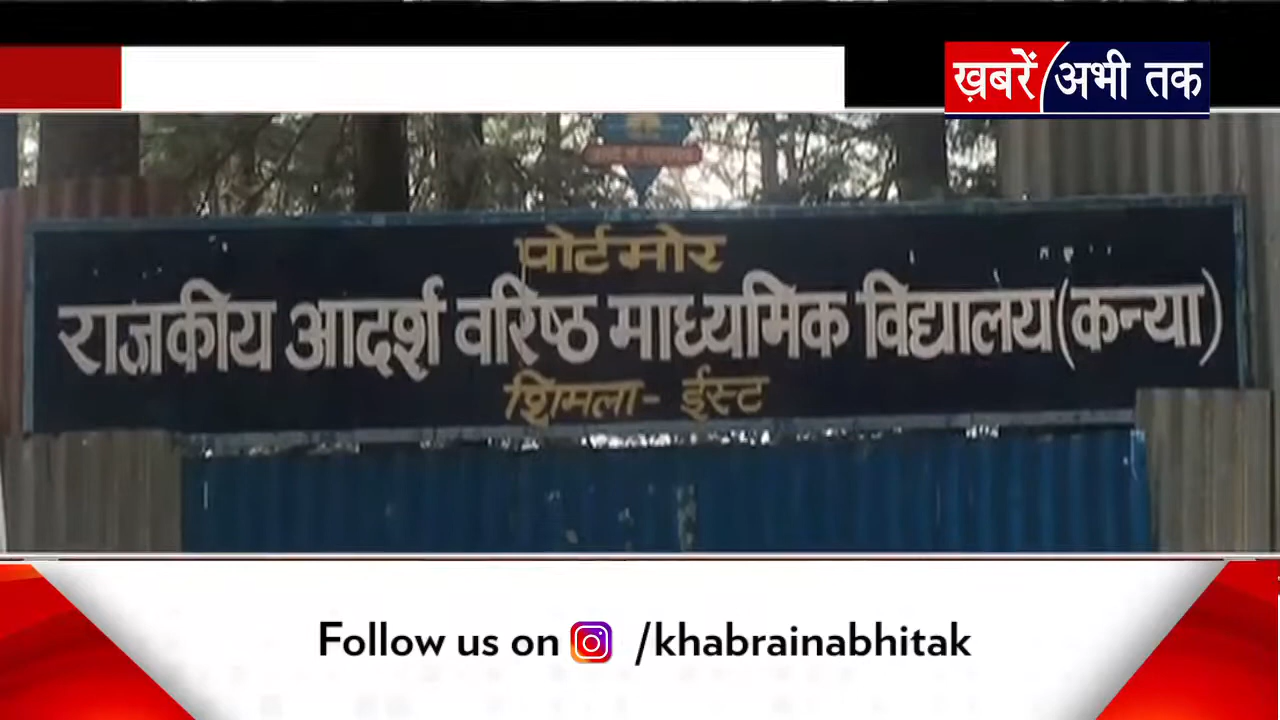 ख़बरें अभी तक
पोर्टमोर
राजकीय आदर्श वरिष्ठ माध्यमिक विद्यालय (कन्या)
शिमला - ईस्ट
Follow us on /khabrainabhitak